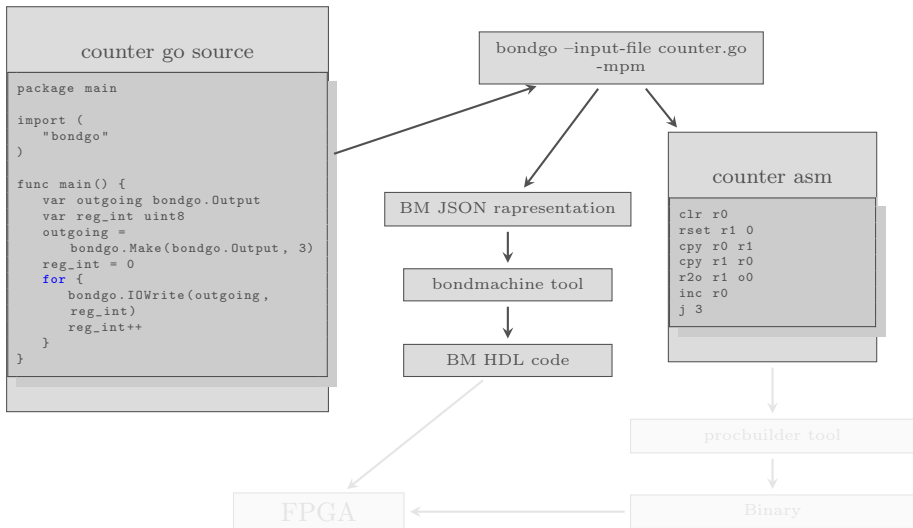 counter go source
package main
import (
"bondgo"
)
func main() {
var outgoing bondgo.Output
var reg_int uint8
outgoing =
bondgo.Make(bondgo.Output, 3)
reg_int = 0
for {
bondgo.IOWrite(outgoing,
reg_int)
reg_int++
}
}
bondgo –input-file counter.go
-mpm
BM JSON rapresentation
bondmachine tool
BM HDL code
counter asm
clr r0
rset r1 0
cpy r0 r1
cpy r1 r0
r2o r1 o0
inc r0
j 3
procbuilder tool
Binary
FPGA